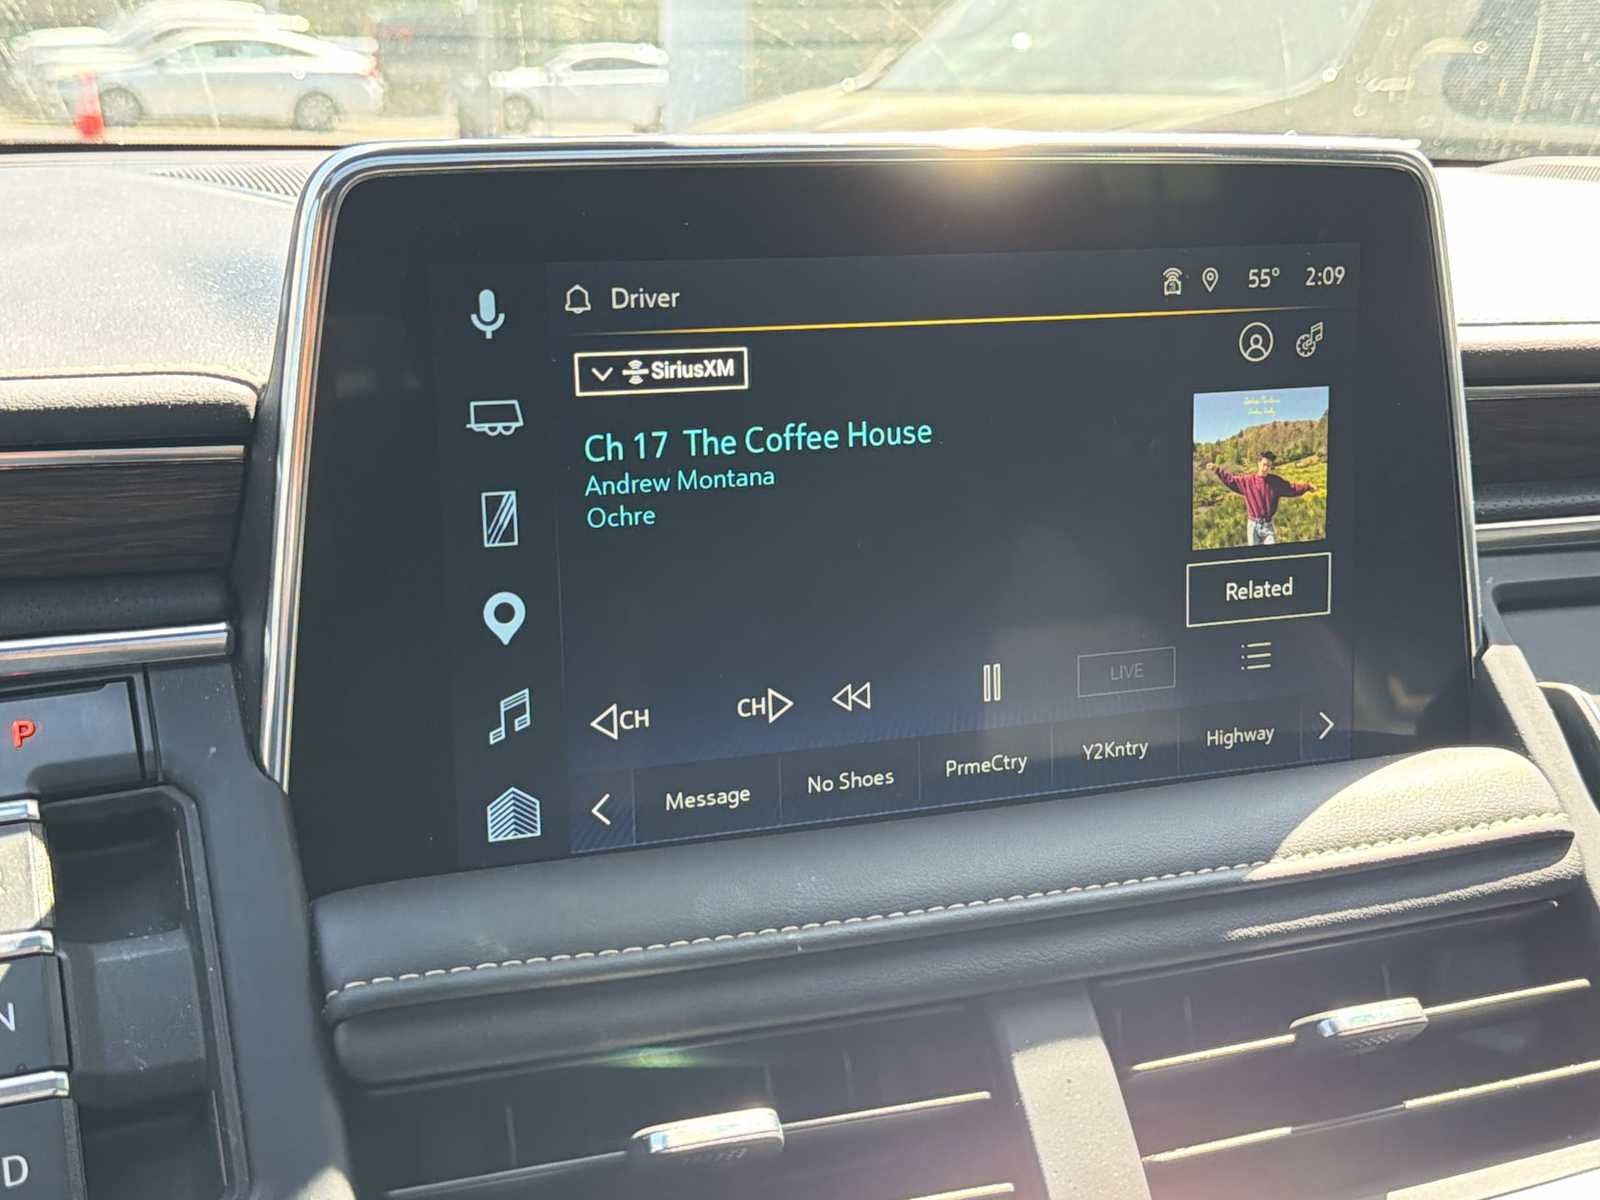 Driver
55° 2:09
SiriusXM
Ch 17 The Coffee House
Andrew Montana
Ochre
Related
CH CH LIVE
Message No Shoes PrmeCtry Y2Kntry Highway
P
N
D